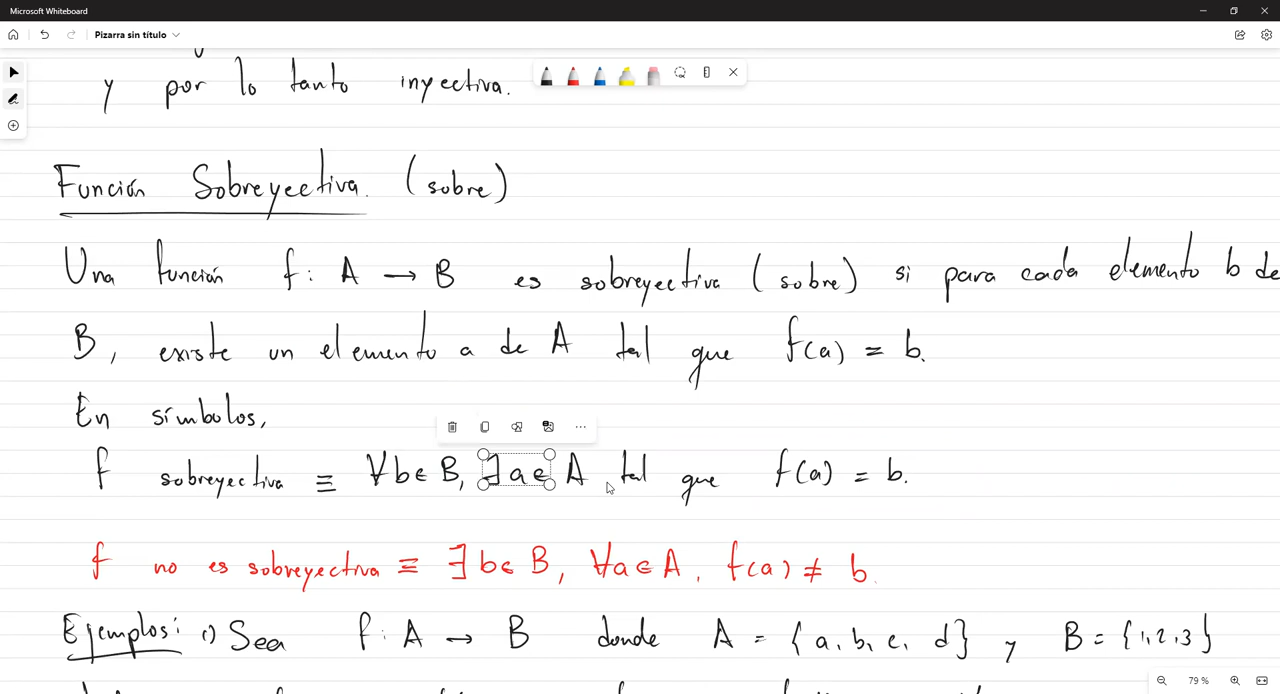 Microsoft Whiteboard
Pizarra sin título
y por lo tanto inyectiva.
Función Sobreyectiva. (sobre)
Una función f: A → B es sobreyectiva (sobre) si para cada elemento b de
B, existe un elemento a de A tal que f(a) = b.
En símbolos,
f sobreyectiva ≡ ∀b∈B, ∃a∈A tal que f(a) = b.
f no es sobreyectiva ≡ ∃b∈B, ∀a∈A, f(a) ≠ b.
Ejemplos: 1) Sea f: A → B donde A = {a, b, c, d} y B = {1, 2, 3}
79 %